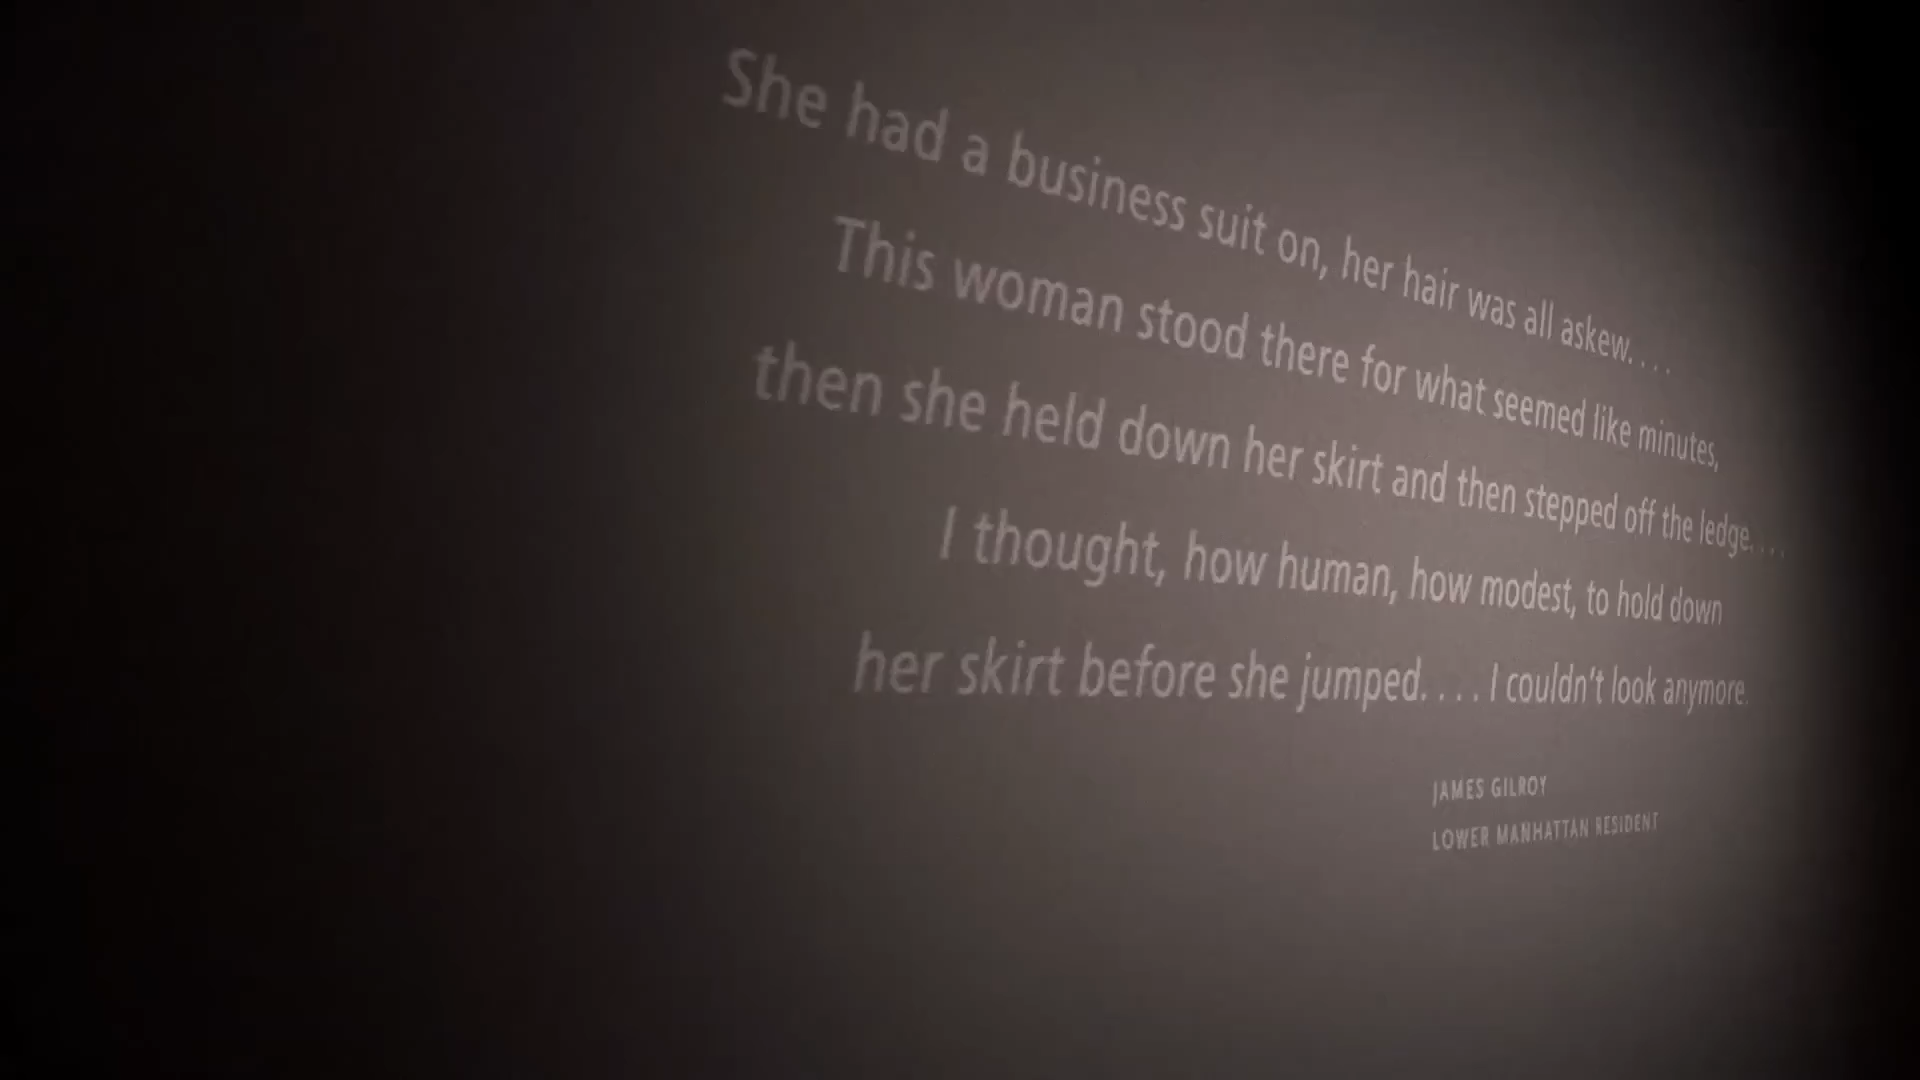 She had a business suit on, her hair was all askew. . . .
This woman stood there for what seemed like minutes,
then she held down her skirt and then stepped off the ledge. . . .
I thought, how human, how modest, to hold down
her skirt before she jumped. . . . I couldn't look anymore.
JAMES GILROY
LOWER MANHATTAN RESIDENT